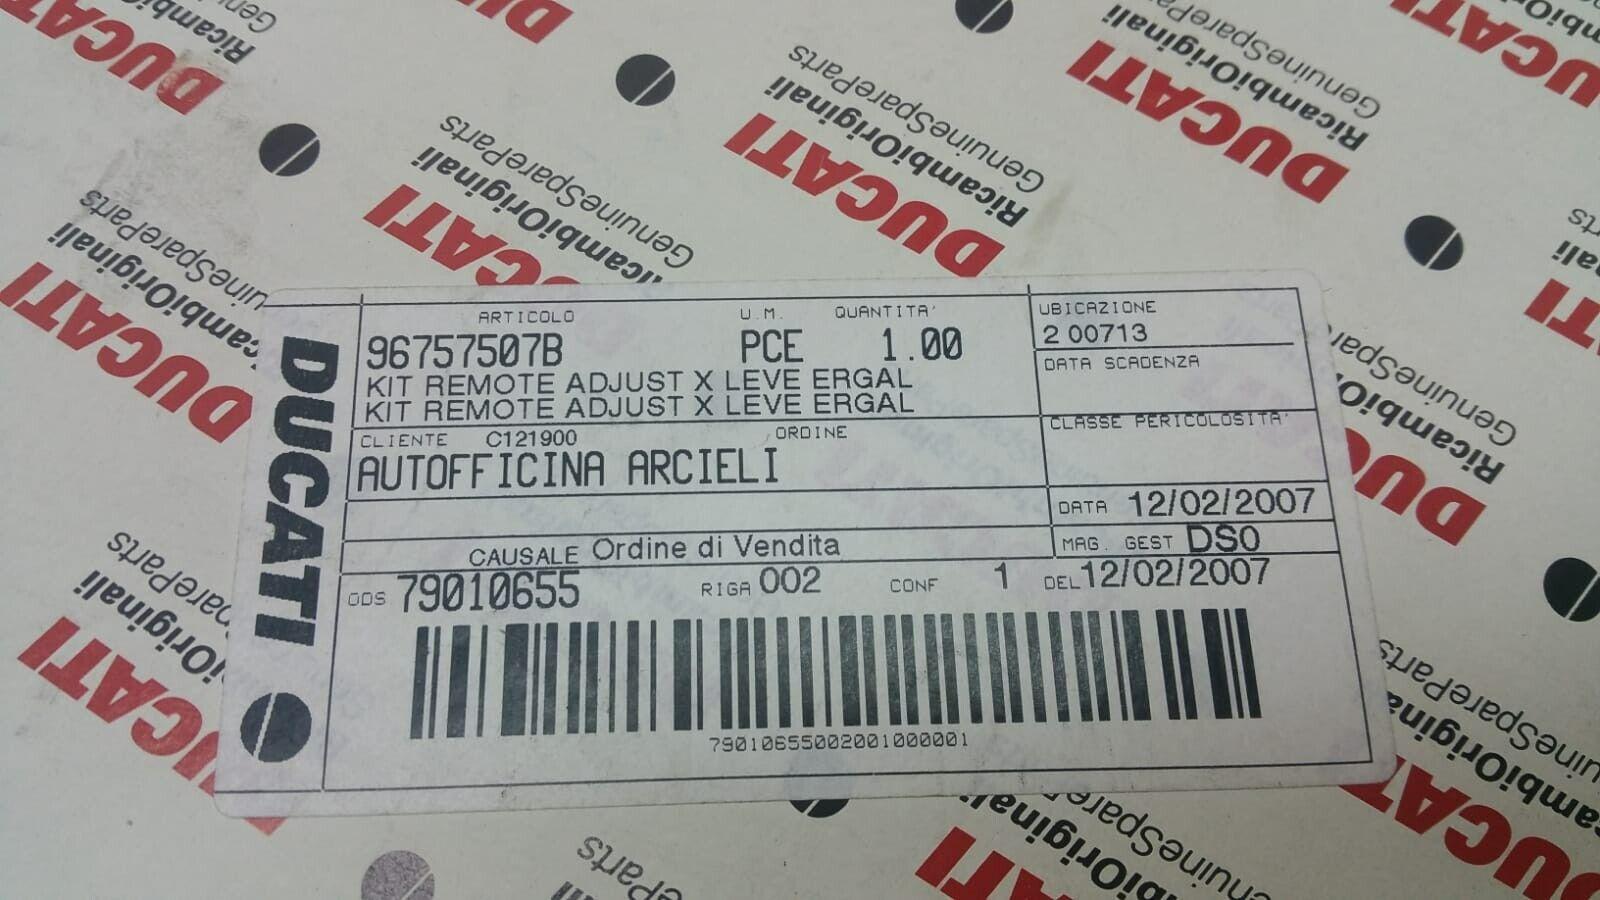 DUCATI
RicambiOriginali
GenuineSpareParts
DUCATI
ARTICOLO U.M. QUANTITA'
96757507B PCE 1.00
KIT REMOTE ADJUST X LEVE ERGAL
KIT REMOTE ADJUST X LEVE ERGAL
UBICAZIONE
2 00713
DATA SCADENZA
CLIENTE C121900 ORDINE
AUTOFFICINA ARCIELI
CLASSE PERICOLOSITA'
DATA 12/02/2007
CAUSALE Ordine di Vendita
MAG. GEST DS0
ODS 79010655 RIGA 002 CONF 1 DEL 12/02/2007
79010655002001000001